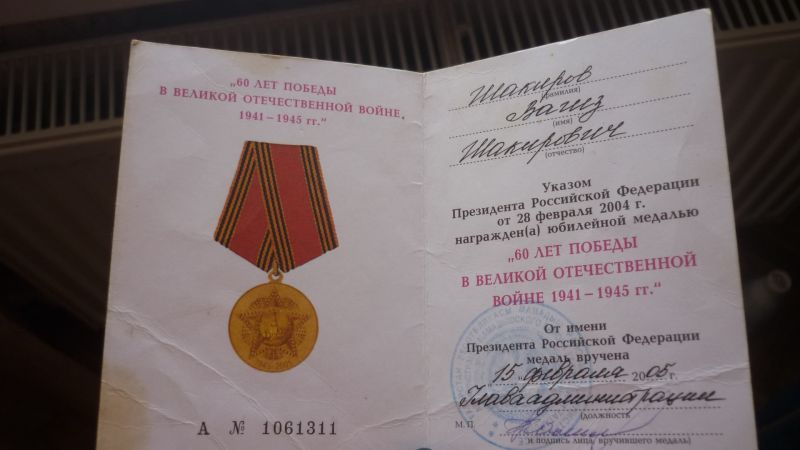 „60 ЛЕТ ПОБЕДЫ
В ВЕЛИКОЙ ОТЕЧЕСТВЕННОЙ ВОЙНЕ,
1941 – 1945 гг.“
А № 1061311
Шакиров
(фамилия)
Вагиз
(имя)
Шакирович
(отчество)
Указом
Президента Российской Федерации
от 28 февраля 2004 г.
награжден(а) юбилейной медалью
„60 ЛЕТ ПОБЕДЫ
В ВЕЛИКОЙ ОТЕЧЕСТВЕННОЙ
ВОЙНЕ 1941 – 1945 гг.“
От имени
Президента Российской Федерации
медаль вручена
„15 “ февраля 2005 г.
Глава администрации
(должность
М. П.
и подпись лица, вручившего медаль)